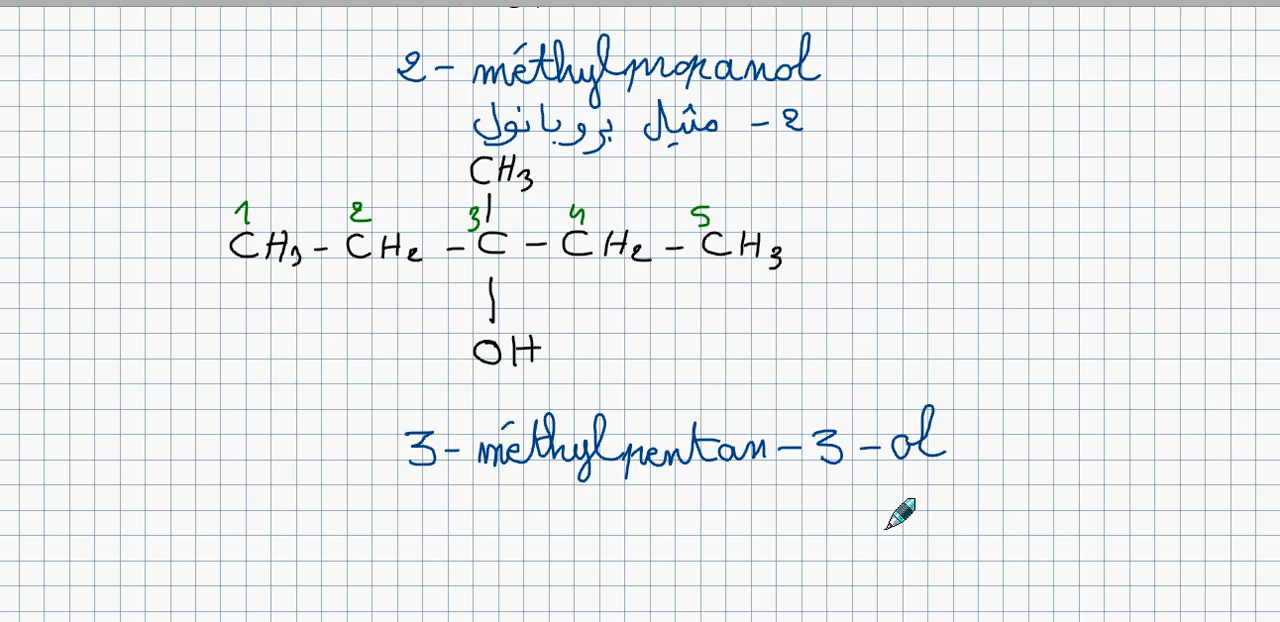 2- méthylpropanol
2 - مثيل بروبانول
CH3
1 2 3 4 5
CH3 - CH2 - C - CH2 - CH3
OH
3- méthylpentan-3-ol